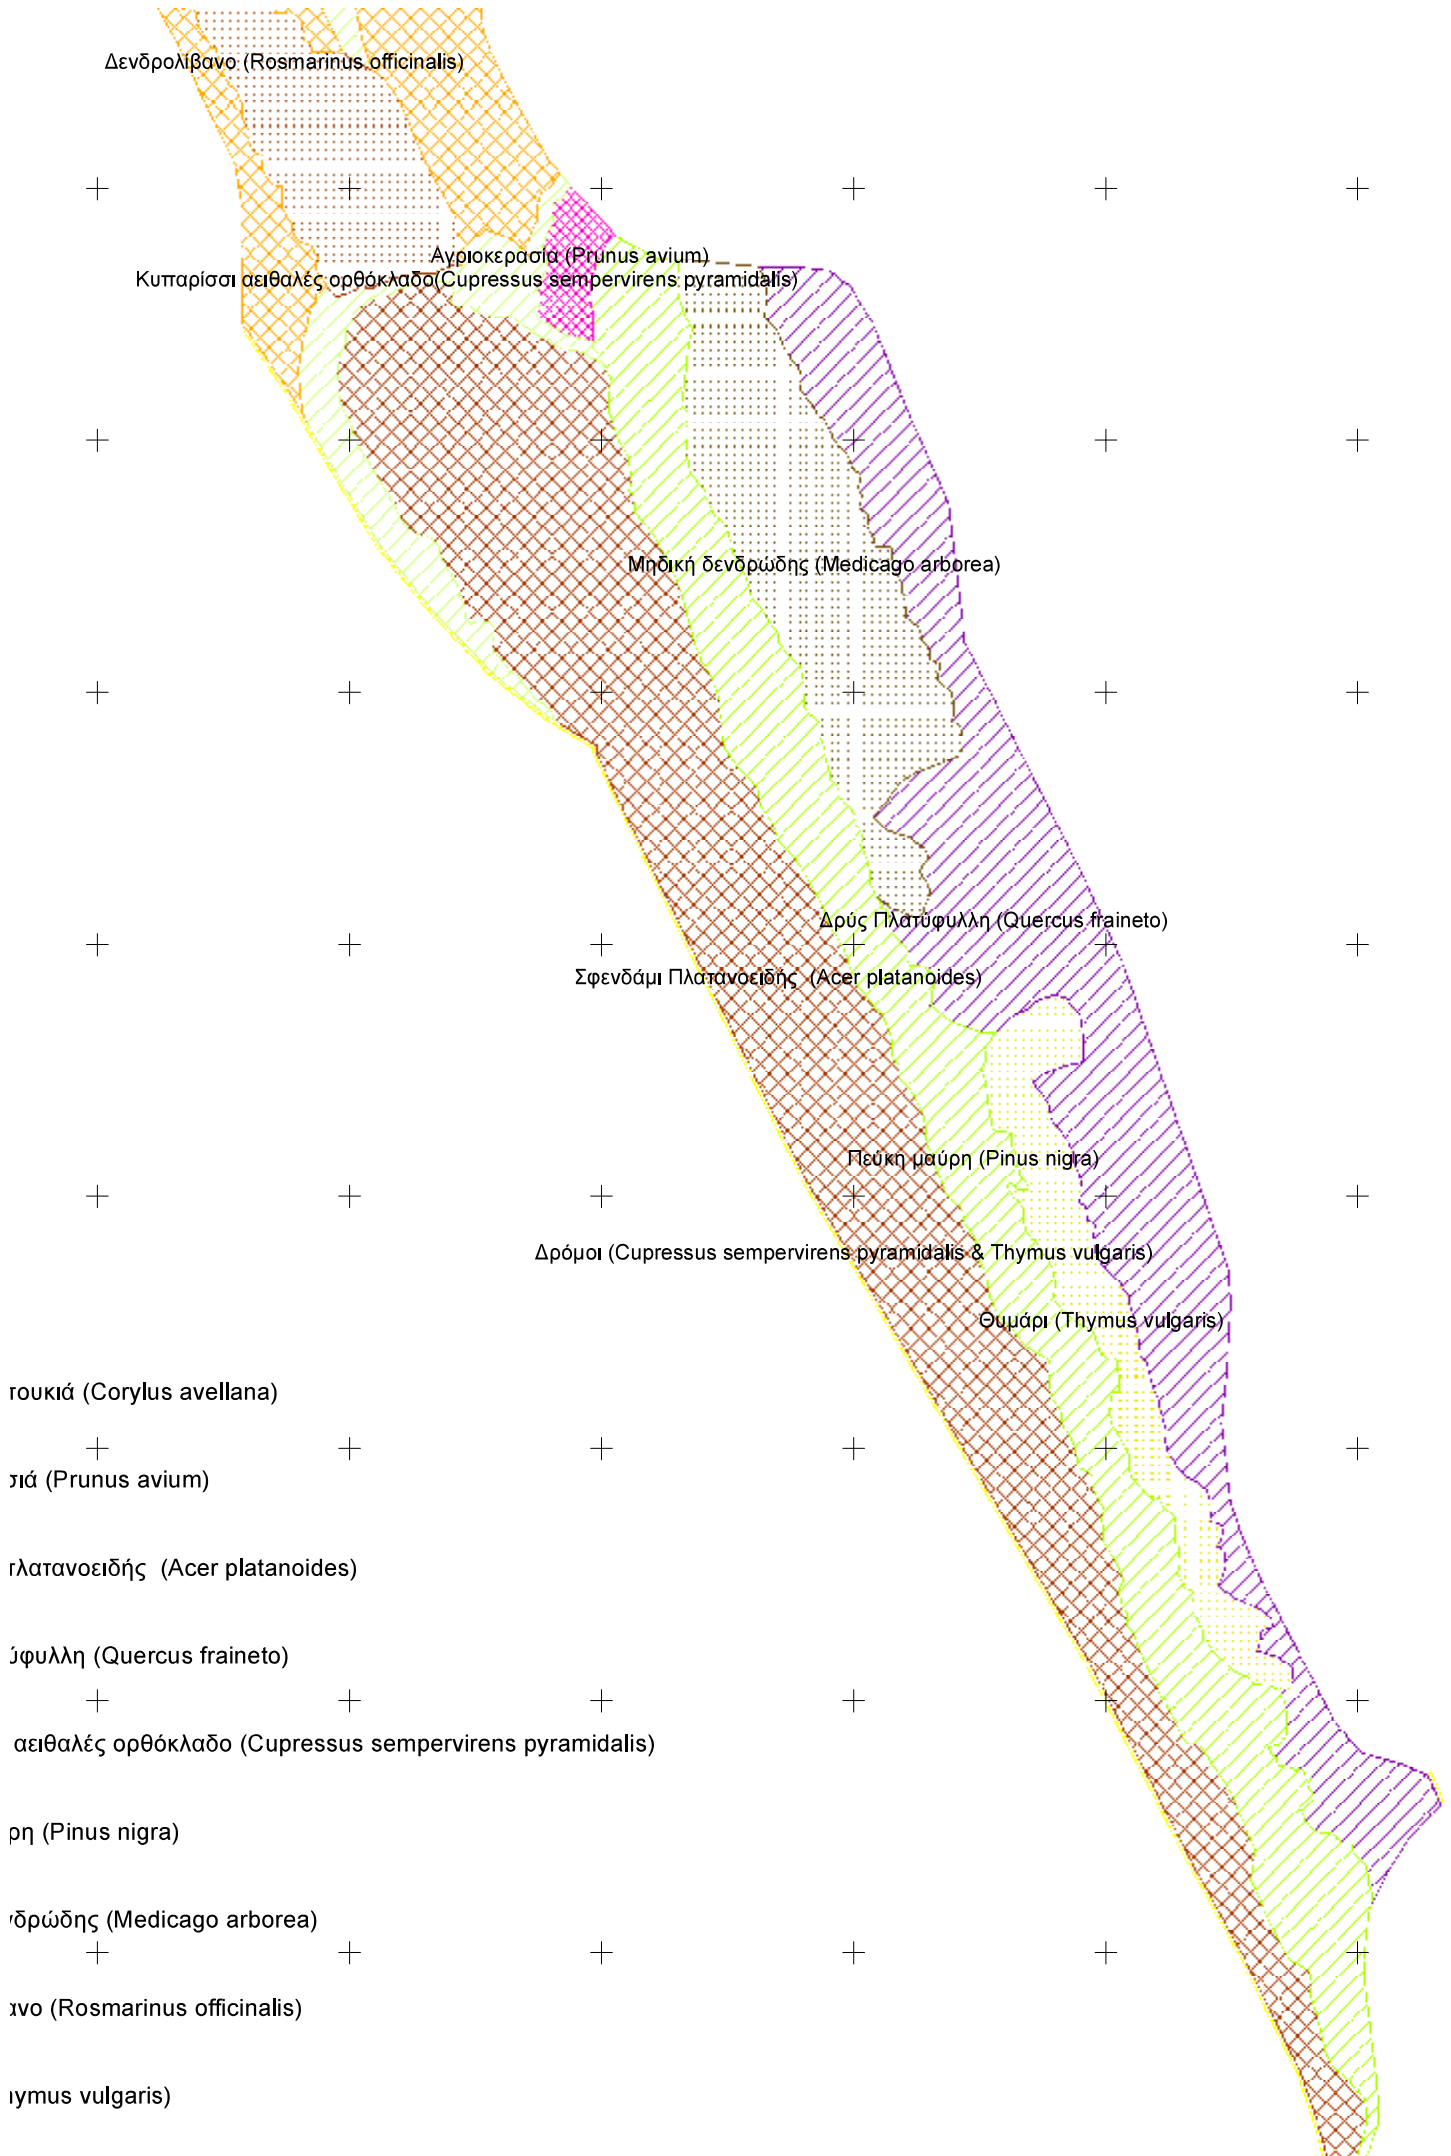 Δενδρολίβανο (Rosmarinus officinalis)
Αγριοκερασία (Prunus avium)
Κυπαρίσσι αειθαλές ορθόκλαδο(Cupressus sempervirens pyramidalis)
Μηδική δενδρώδης (Medicago arborea)
Δρύς Πλατύφυλλη (Quercus fraineto)
Σφενδάμι Πλατανοειδής (Acer platanoides)
Πεύκη μαύρη (Pinus nigra)
Δρόμοι (Cupressus sempervirens pyramidalis & Thymus vulgaris)
Θυμάρι (Thymus vulgaris)
τουκιά (Corylus avellana)
σιά (Prunus avium)
πλατανοειδής (Acer platanoides)
ύφυλλη (Quercus fraineto)
αειθαλές ορθόκλαδο (Cupressus sempervirens pyramidalis)
ρη (Pinus nigra)
νδρώδης (Medicago arborea)
ανο (Rosmarinus officinalis)
hymus vulgaris)